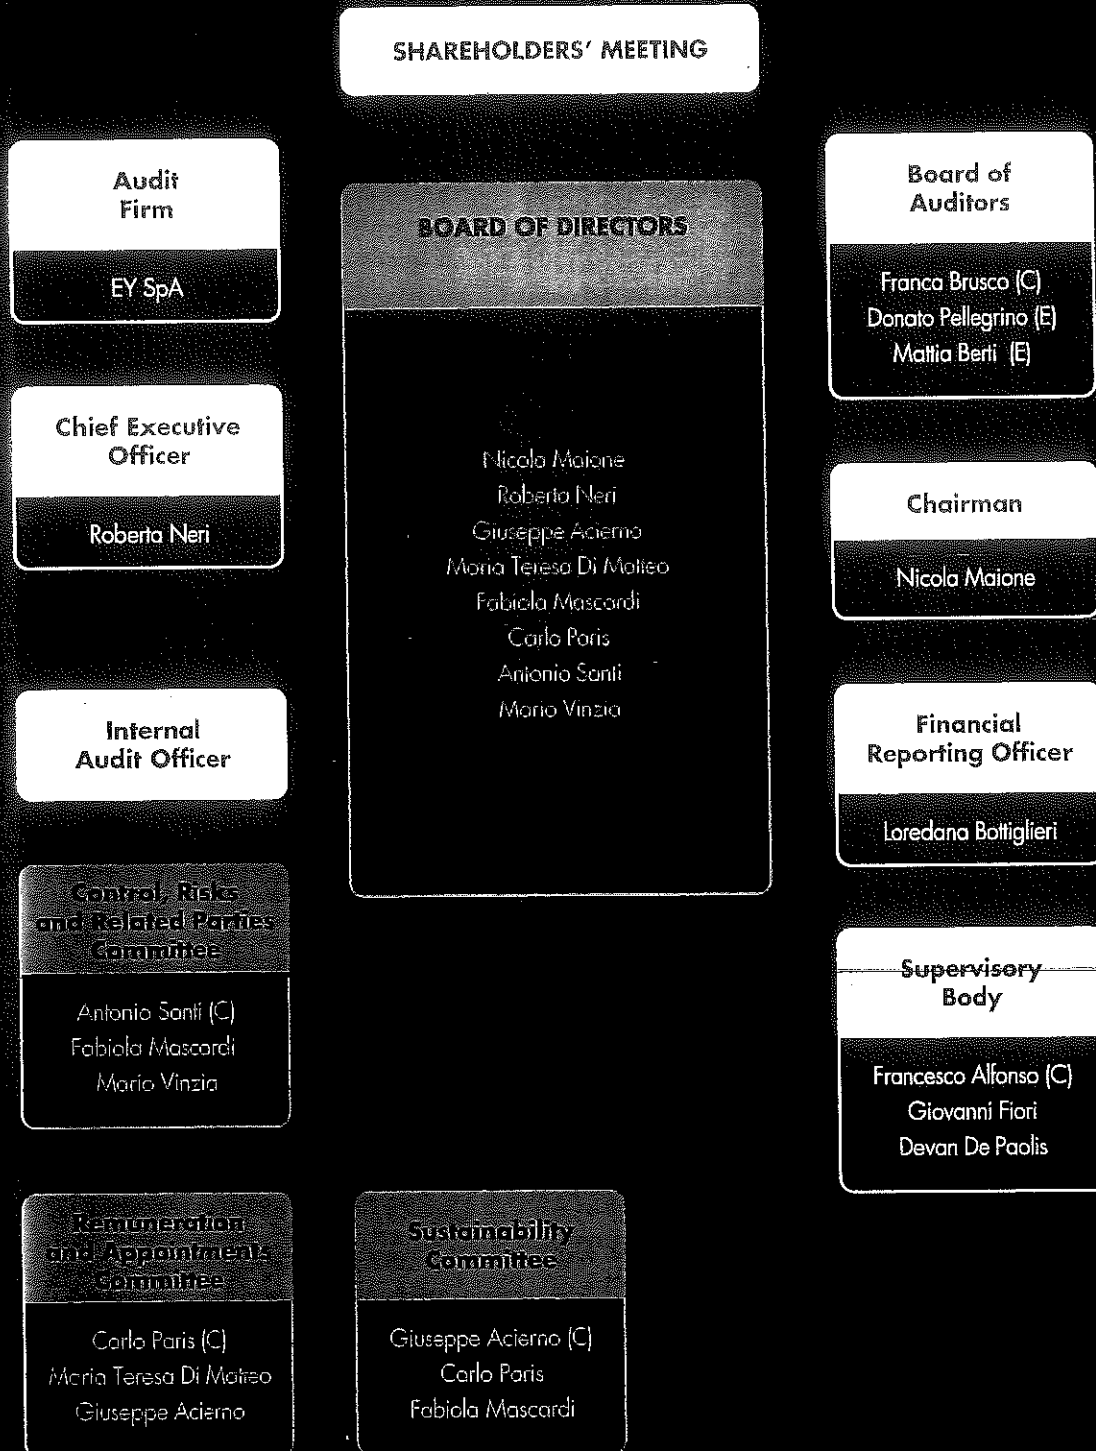 SHAREHOLDERS' MEETING
Audit
Firm
EY SpA
BOARD OF DIRECTORS
Nicola Maione
Roberta Neri
Giuseppe Acierno
Maria Teresa Di Matteo
Fabiola Mascardi
Carlo Paris
Antonio Santi
Mario Vinzia
Board of
Auditors
Franca Brusco (C)
Donato Pellegrino (E)
Mattia Berti (E)
Chief Executive
Officer
Roberta Neri
Chairman
Nicola Maione
Internal
Audit Officer
Financial
Reporting Officer
Loredana Bottiglieri
Control, Risks
and Related Parties
Committee
Antonio Santi (C)
Fabiola Mascardi
Mario Vinzia
Supervisory
Body
Francesco Alfonso (C)
Giovanni Fiori
Devan De Paolis
Remuneration
and Appointments
Committee
Carlo Paris (C)
Maria Teresa Di Matteo
Giuseppe Acierno
Sustainability
Committee
Giuseppe Acierno (C)
Carlo Paris
Fabiola Mascardi